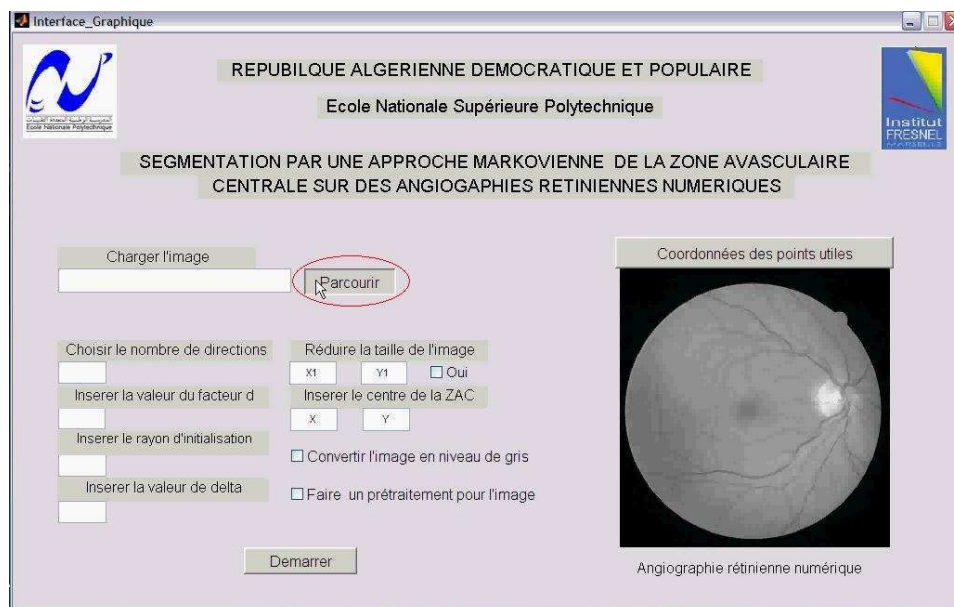 Interface_Graphique
REPUBILQUE ALGERIENNE DEMOCRATIQUE ET POPULAIRE
Ecole Nationale Supérieure Polytechnique
Ecole Nationale Polytechnique
Institut
FRESNEL
MARSEILLE
SEGMENTATION PAR UNE APPROCHE MARKOVIENNE DE LA ZONE AVASCULAIRE
CENTRALE SUR DES ANGIOGAPHIES RETINIENNES NUMERIQUES
Charger l'image
Parcourir
Coordonnées des points utiles
Choisir le nombre de directions
Réduire la taille de l'image
X1 Y1 Oui
Inserer la valeur du facteur d
Inserer le centre de la ZAC
X Y
Inserer le rayon d'initialisation
Convertir l'image en niveau de gris
Inserer la valeur de delta
Faire un prétraitement pour l'image
Demarrer
Angiographie rétinienne numérique